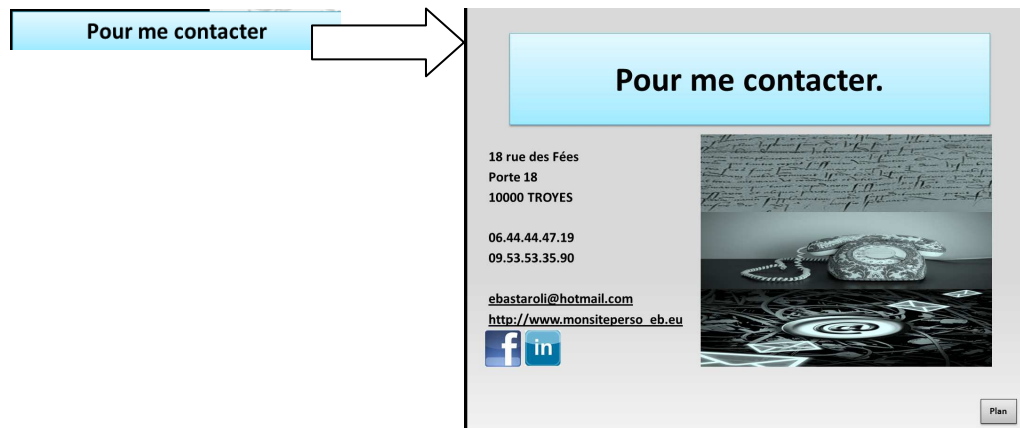 Pour me contacter
Pour me contacter.
18 rue des Fées
Porte 18
10000 TROYES
06.44.44.47.19
09.53.53.35.90
ebastaroli@hotmail.com
http://www.monsiteperso_eb.eu
f in
@
Plan